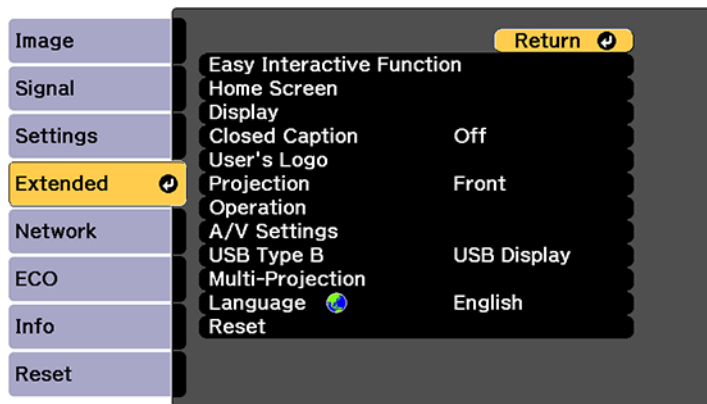 Image
Signal
Settings
Extended
Network
ECO
Info
Reset
Return
Easy Interactive Function
Home Screen
Display
Closed Caption Off
User's Logo
Projection Front
Operation
A/V Settings
USB Type B USB Display
Multi-Projection
Language English
Reset